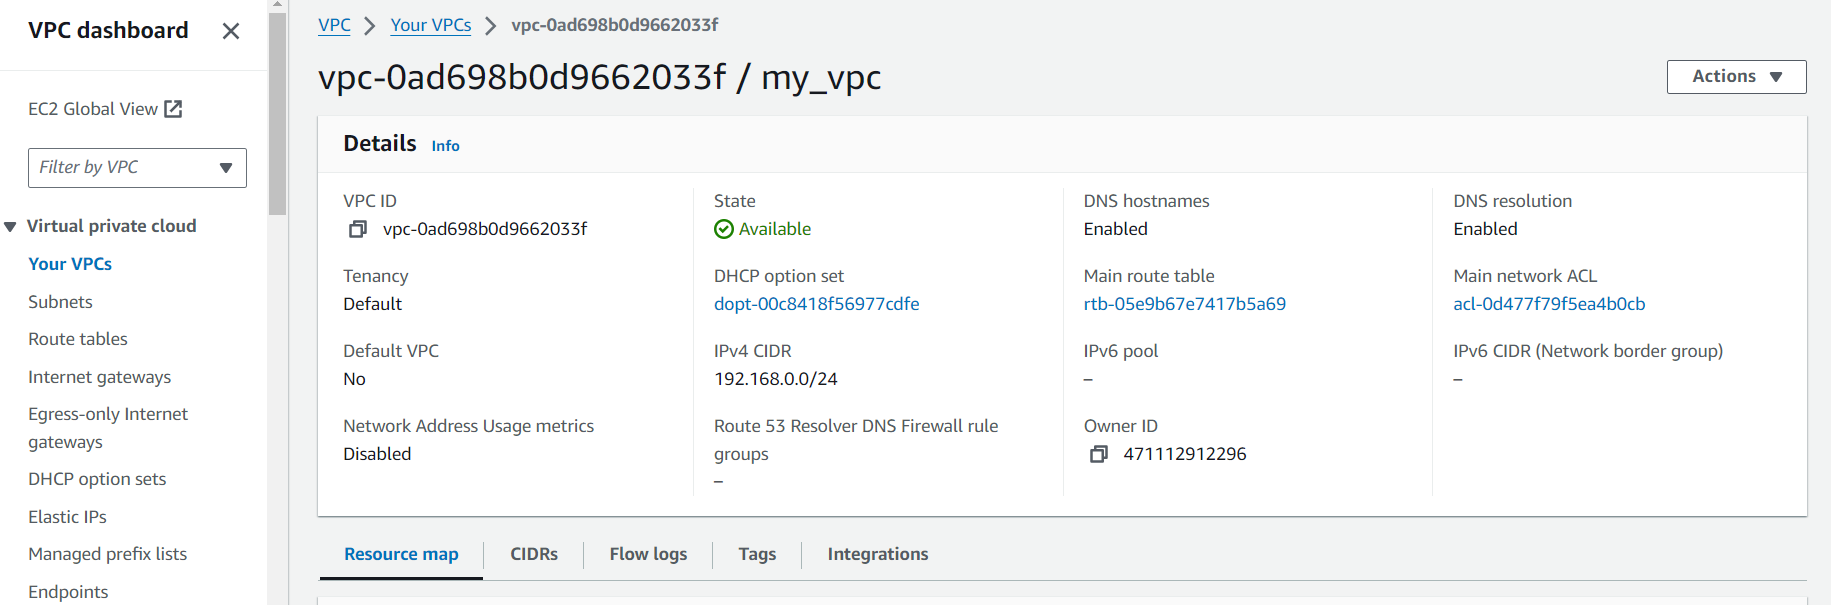 VPC dashboard
EC2 Global View
Filter by VPC
Virtual private cloud
Your VPCs
Subnets
Route tables
Internet gateways
Egress-only Internet
gateways
DHCP option sets
Elastic IPs
Managed prefix lists
Endpoints
VPC
Your VPCs
vpc-0ad698b0d9662033f
vpc-0ad698b0d9662033f / my_vpc
Actions
Details Info
VPC ID
vpc-0ad698b0d9662033f
State
Available
DNS hostnames
Enabled
DNS resolution
Enabled
Tenancy
Default
DHCP option set
dopt-00c8418f56977cdfe
Main route table
rtb-05e9b67e7417b5a69
Main network ACL
acl-0d477f79f5ea4b0cb
Default VPC
No
IPv4 CIDR
192.168.0.0/24
IPv6 pool
–
IPv6 CIDR (Network border group)
–
Network Address Usage metrics
Disabled
Route 53 Resolver DNS Firewall rule
groups
–
Owner ID
471112912296
Resource map
CIDRs
Flow logs
Tags
Integrations